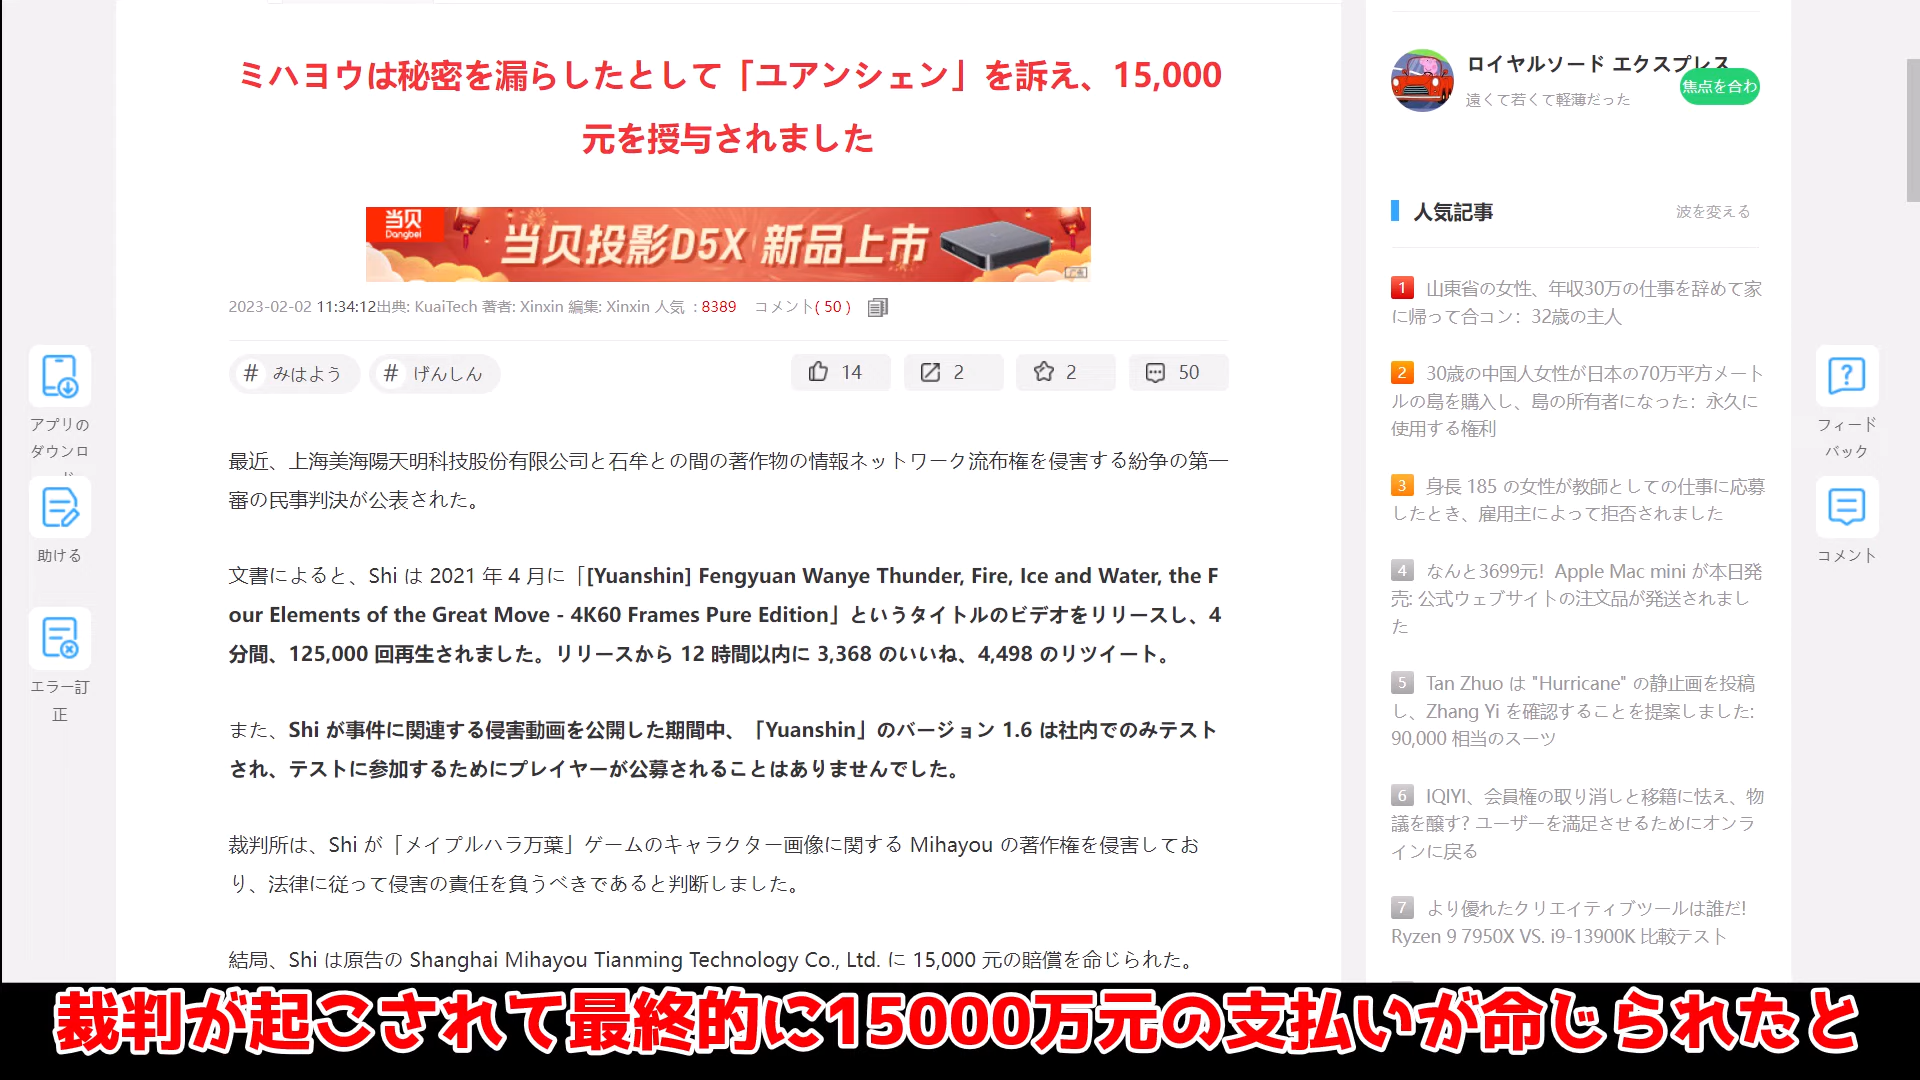 ミハヨウは秘密を漏らしたとして「ユアンシェン」を訴え、15,000
元を授与されました
当贝
Dangbei
当贝投影D5X 新品上市
广告
2023-02-02 11:34:12出典: KuaiTech 著者: Xinxin 編集: Xinxin 人気 : 8389 コメント( 50 )
# みはよう
# げんしん
14
2
2
50
最近、上海美海陽天明科技股份有限公司と石牟との間の著作物の情報ネットワーク流布権を侵害する紛争の第一
審の民事判決が公表された。
文書によると、Shi は 2021 年 4 月に「[Yuanshin] Fengyuan Wanye Thunder, Fire, Ice and Water, the F
our Elements of the Great Move - 4K60 Frames Pure Edition」というタイトルのビデオをリリースし、4
分間、125,000 回再生されました。リリースから 12 時間以内に 3,368 のいいね、4,498 のリツイート。
また、Shi が事件に関連する侵害動画を公開した期間中、「Yuanshin」のバージョン 1.6 は社内でのみテスト
され、テストに参加するためにプレイヤーが公募されることはありませんでした。
裁判所は、Shi が「メイプルハラ万葉」ゲームのキャラクター画像に関する Mihayou の著作権を侵害してお
り、法律に従って侵害の責任を負うべきであると判断しました。
結局、Shi は原告の Shanghai Mihayou Tianming Technology Co., Ltd. に 15,000 元の賠償を命じられた。
アプリの
ダウンロ
ード
助ける
エラー訂
正
ロイヤルソード エクスプレス
遠くて若くて軽薄だった
焦点を合わ
人気記事
波を変える
1 山東省の女性、年収30万の仕事を辞めて家
に帰って合コン：32歳の主人
2 30歳の中国人女性が日本の70万平方メート
ルの島を購入し、島の所有者になった：永久に
使用する権利
3 身長 185 の女性が教師としての仕事に応募
したとき、雇用主によって拒否されました
4 なんと3699元！Apple Mac mini が本日発
売: 公式ウェブサイトの注文品が発送されまし
た
5 Tan Zhuo は "Hurricane" の静止画を投稿
し、Zhang Yi を確認することを提案しました:
90,000 相当のスーツ
6 IQIYI、会員権の取り消しと移籍に怯え、物
議を醸す? ユーザーを満足させるためにオンラ
インに戻る
7 より優れたクリエイティブツールは誰だ!
Ryzen 9 7950X VS. i9-13900K 比較テスト
フィード
バック
コメント
裁判が起こされて最終的に15000万元の支払いが命じられたと